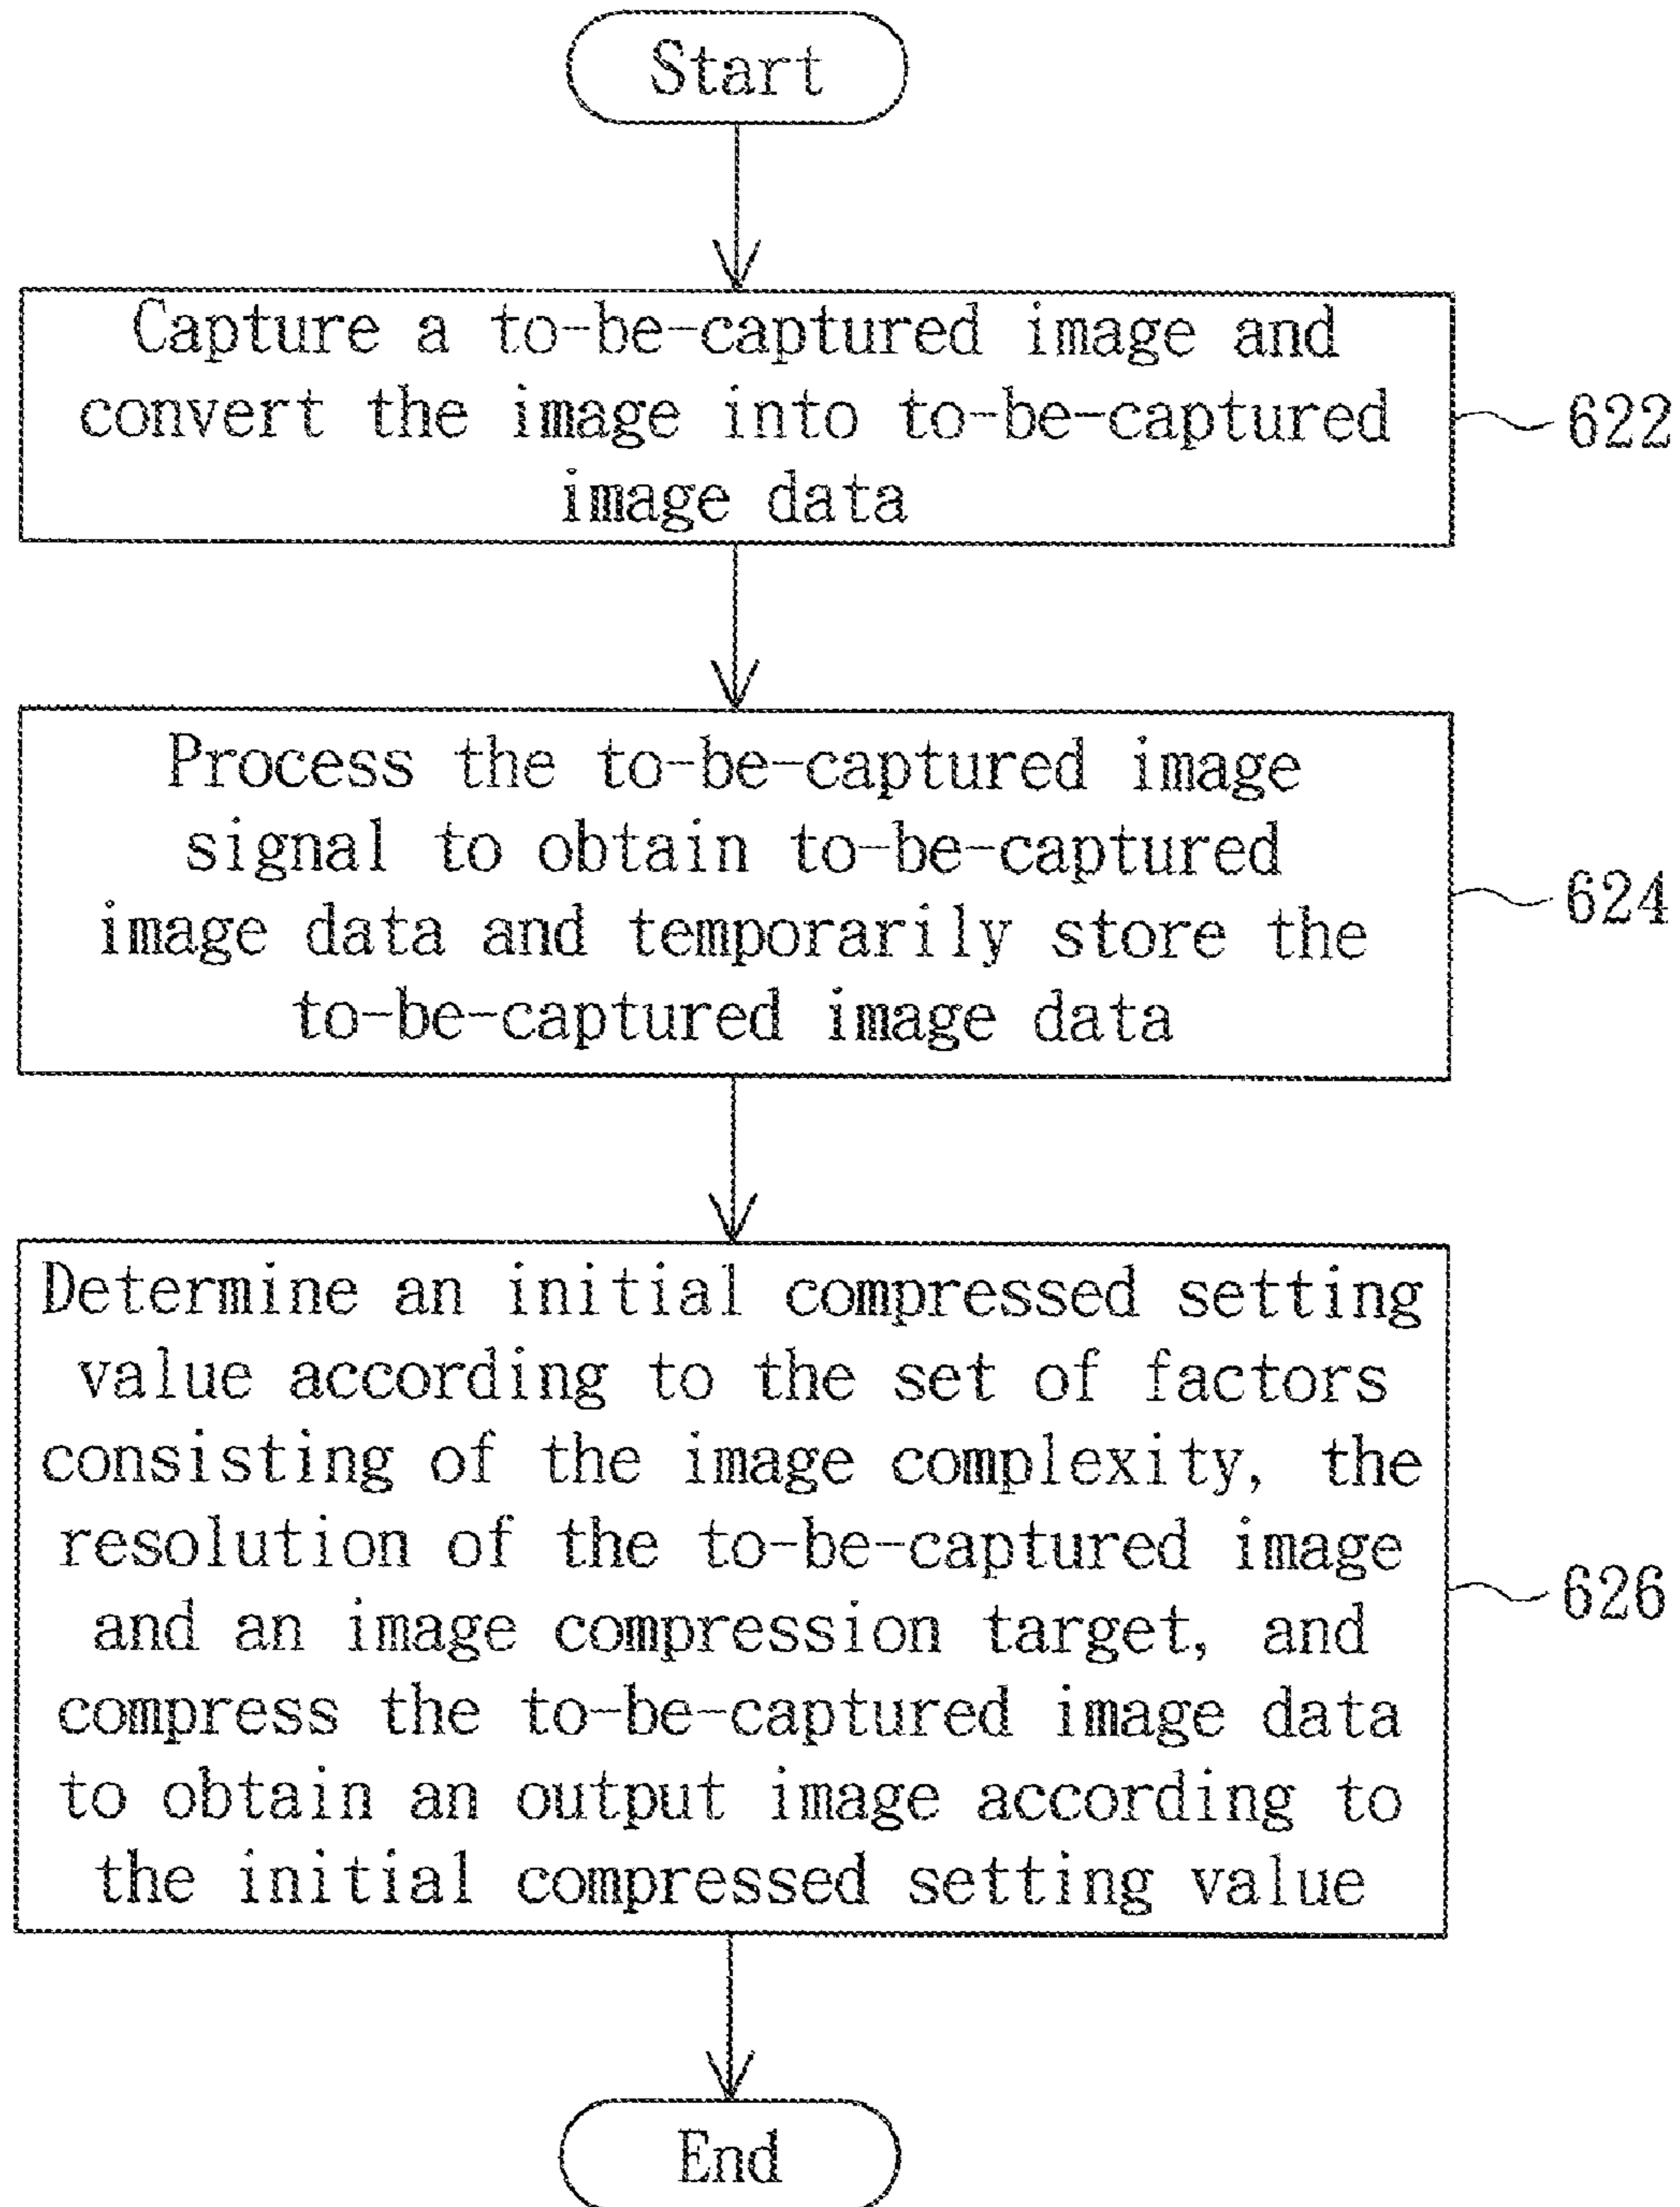 Start
Capture a to-be-captured image and
convert the image into to-be-captured
image data
622
Process the to-be-captured image
signal to obtain to-be-captured
image data and temporarily store the
to-be-captured image data
624
Determine an initial compressed setting
value according to the set of factors
consisting of the image complexity, the
resolution of the to-be-captured image
and an image compression target, and
compress the to-be-captured image data
to obtain an output image according to
the initial compressed setting value
626
End